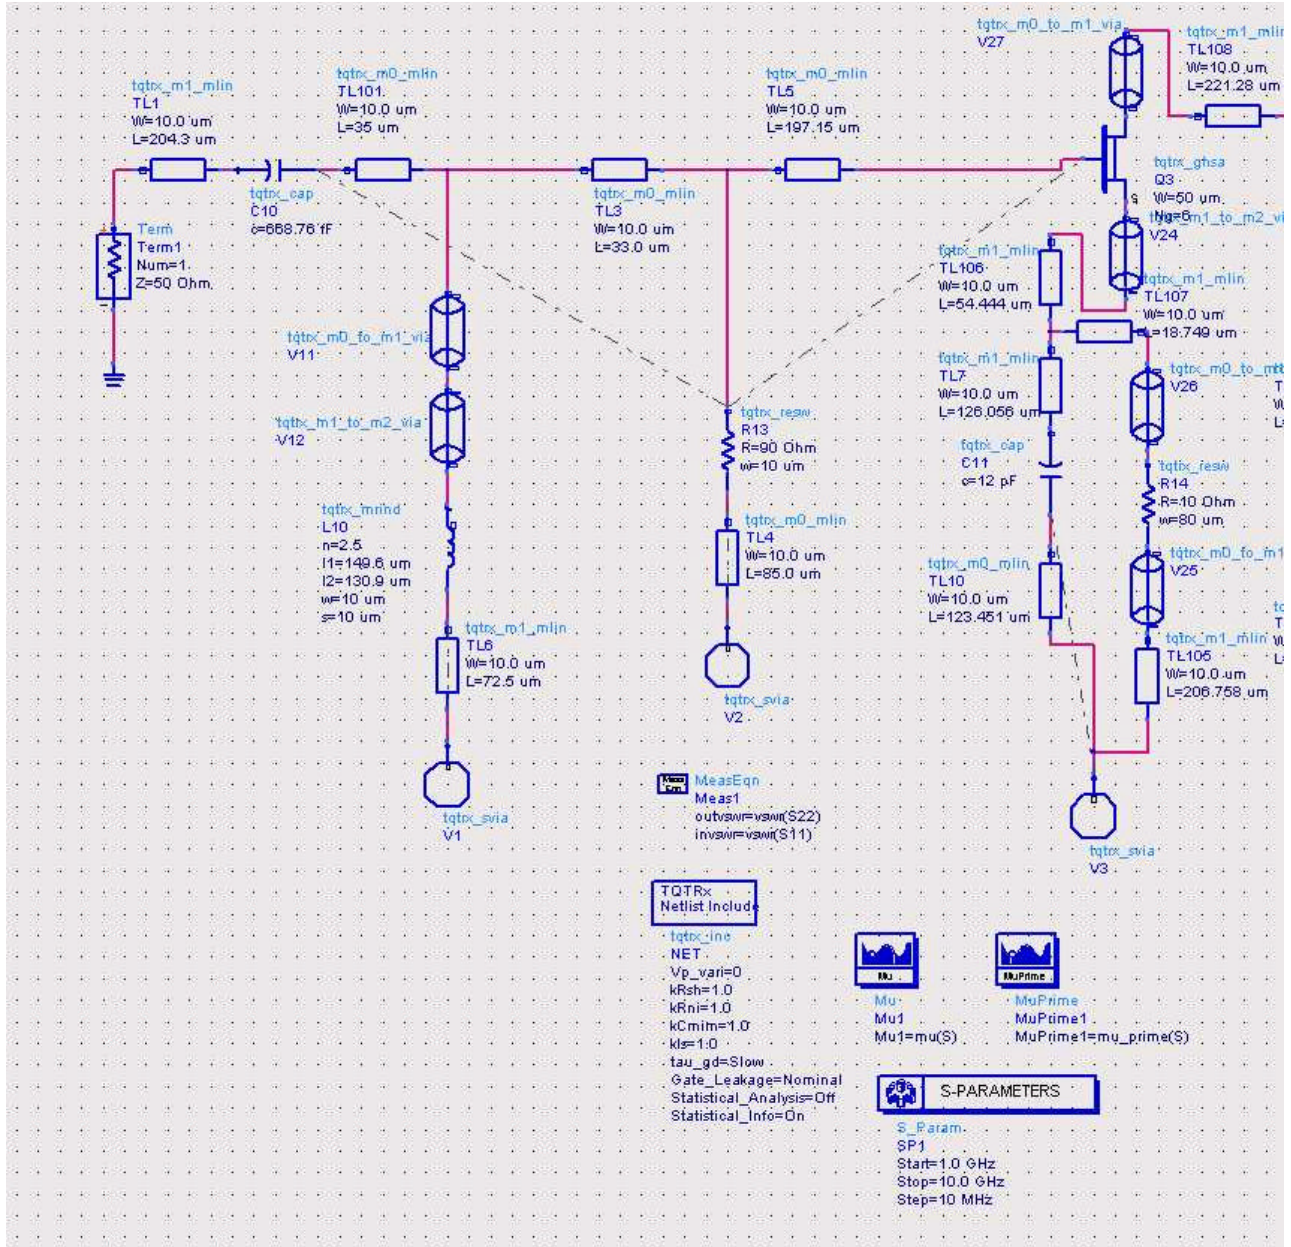 tqtrx_m0_to_m1_via
V27
tqtrx_m1_mlin
TL108
W=10.0 um
L=221.28 um
tqtrx_m1_mlin
TL1
W=10.0 um
L=204.3 um
tqtrx_m0_mlin
TL101
W=10.0 um
L=35 um
tqtrx_m0_mlin
TL5
W=10.0 um
L=197.15 um
tqtrx_cap
C10
c=668.76 fF
tqtrx_m0_mlin
TL3
W=10.0 um
L=33.0 um
tqtrx_ghsa
Q3
W=50 um
Ng=6
S
tqtrx_m1_to_m2_vi
V24
Term
Term1
Num=1
Z=50 Ohm
tqtrx_m1_mlin
TL106
W=10.0 um
L=54.444 um
tqtrx_m1_mlin
TL107
W=10.0 um
L=18.749 um
tqtrx_m0_to_m1_via
V11
tqtrx_m1_to_m2_via
V12
tqtrx_m1_mlin
TL7
W=10.0 um
L=126.056 um
V26
tqtrx_resw
R13
R=90 Ohm
w=10 um
tqtrx_cap
C11
c=12 pF
tqtrx_resw
R14
R=10 Ohm
w=80 um
tqtrx_mrind
L10
n=2.5
l1=149.6 um
l2=130.9 um
w=10 um
s=10 um
tqtrx_m0_mlin
TL4
W=10.0 um
L=85.0 um
tqtrx_m0_mlin
TL10
W=10.0 um
L=123.451 um
tqtrx_m0_to_m1
V25
tqtrx_m1_mlin
TL6
W=10.0 um
L=72.5 um
tqtrx_m1_mlin
TL105
W=10.0 um
L=206.758 um
tqtrx_svia
V2
tqtrx_svia
V1
MeasEqn
Meas1
outvswr=vswr(S22)
invswr=vswr(S11)
tqtrx_svia
V3
TQTRx
Netlist Include
tqtrx_inc
NET
Vp_vari=0
kRsh=1.0
kRni=1.0
kCmim=1.0
kIs=1.0
tau_gd=Slow
Gate_Leakage=Nominal
Statistical_Analysis=Off
Statistical_Info=On
Mu
Mu
Mu1
Mu1=mu(S)
MuPrime
MuPrime
MuPrime1
MuPrime1=mu_prime(S)
S-PARAMETERS
S_Param
SP1
Start=1.0 GHz
Stop=10.0 GHz
Step=10 MHz